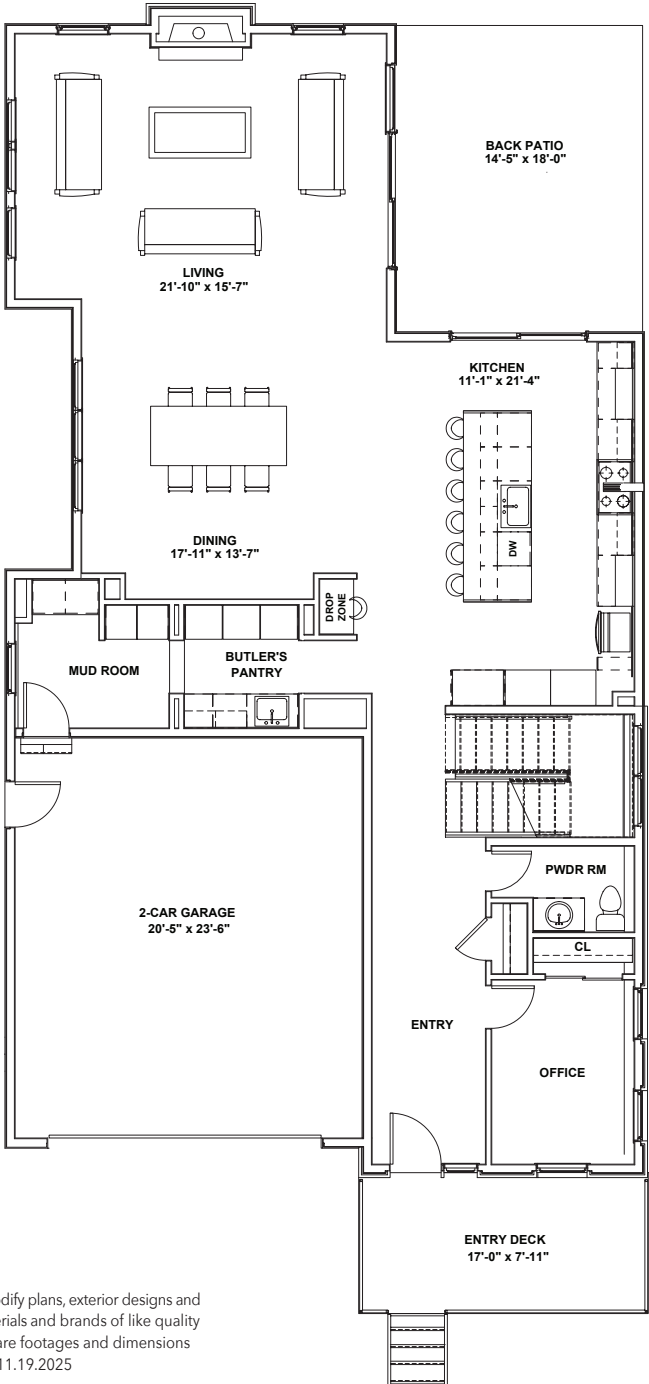 BACK PATIO
14'-5" x 18'-0"
LIVING
21'-10" x 15'-7"
KITCHEN
11'-1" x 21'-4"
DW
DINING
17'-11" x 13'-7"
DROP
ZONE
MUD ROOM
BUTLER'S
PANTRY
PWDR RM
2-CAR GARAGE
20'-5" x 23'-6"
CL
ENTRY
OFFICE
ENTRY DECK
17'-0" x 7'-11"
dify plans, exterior designs and
erials and brands of like quality
are footages and dimensions
11.19.2025